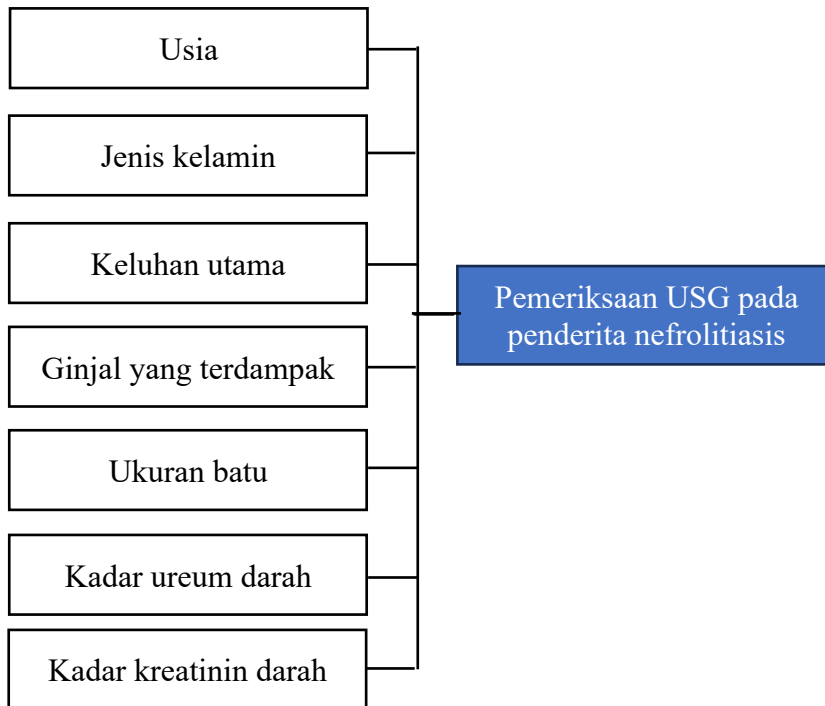 Usia
Jenis kelamin
Keluhan utama
Ginjal yang terdampak
Ukuran batu
Kadar ureum darah
Kadar kreatinin darah
Pemeriksaan USG pada
penderita nefrolitiasis